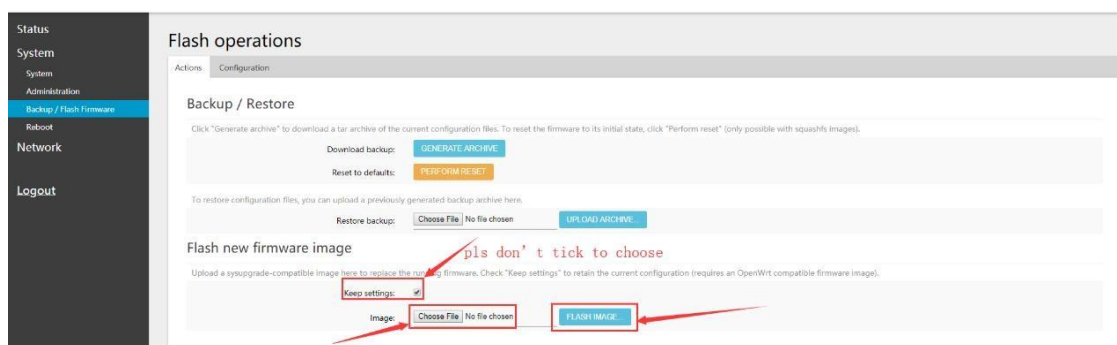 Status
System
System
Administration
Backup / Flash Firmware
Reboot
Network
Logout
Flash operations
Actions Configuration
Backup / Restore
Click "Generate archive" to download a tar archive of the current configuration files. To reset the firmware to its initial state, click "Perform reset" (only possible with squashfs images).
Download backup: GENERATE ARCHIVE
Reset to defaults: PERFORM RESET
To restore configuration files, you can upload a previously generated backup archive here.
Restore backup: Choose File No file chosen UPLOAD ARCHIVE...
Flash new firmware image
pls don't tick to choose
Upload a sysupgrade-compatible image here to replace the running firmware. Check "Keep settings" to retain the current configuration (requires an OpenWrt compatible firmware image).
Keep settings:
Image: Choose File No file chosen FLASH IMAGE...